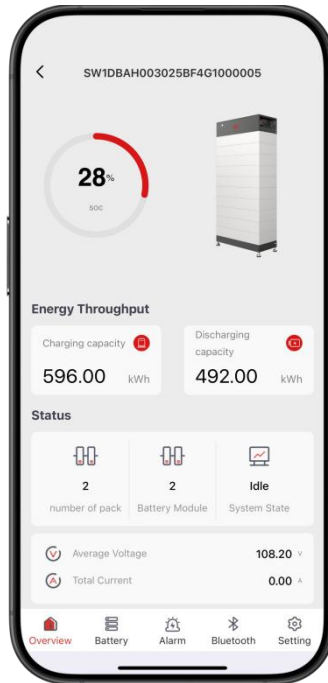 SW1DBAH003025BF4G1000005
28%
SOC
Energy Throughput
Charging capacity
596.00 kWh
Discharging
capacity
492.00 kWh
Status
2
number of pack
2
Battery Module
Idle
System State
Average Voltage 108.20 V
Total Current 0.00 A
Overview Battery Alarm Bluetooth Setting